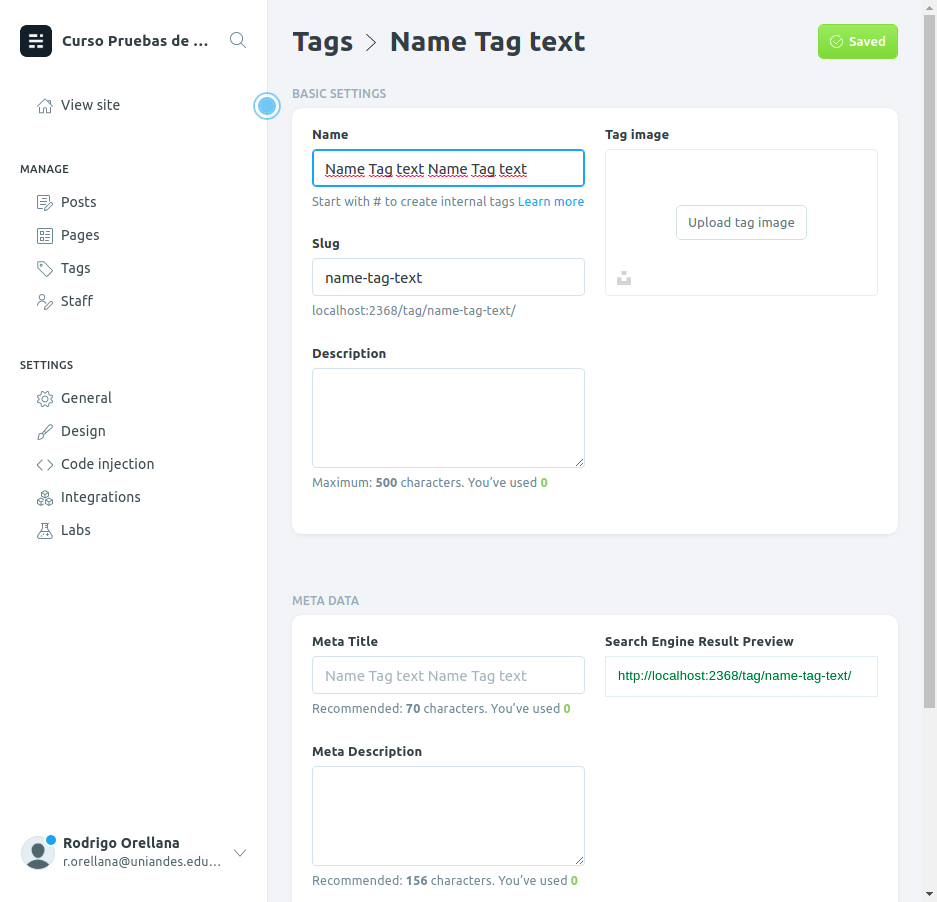 Curso Pruebas de ...
View site
MANAGE
Posts
Pages
Tags
Staff
SETTINGS
General
Design
Code injection
Integrations
Labs
Rodrigo Orellana
r.orellana@uniandes.edu...
Tags > Name Tag text
Saved
BASIC SETTINGS
Name
Name Tag text Name Tag text
Start with # to create internal tags Learn more
Slug
name-tag-text
localhost:2368/tag/name-tag-text/
Description
Maximum: 500 characters. You’ve used 0
Tag image
Upload tag image
META DATA
Meta Title
Name Tag text Name Tag text
Recommended: 70 characters. You’ve used 0
Meta Description
Recommended: 156 characters. You’ve used 0
Search Engine Result Preview
http://localhost:2368/tag/name-tag-text/